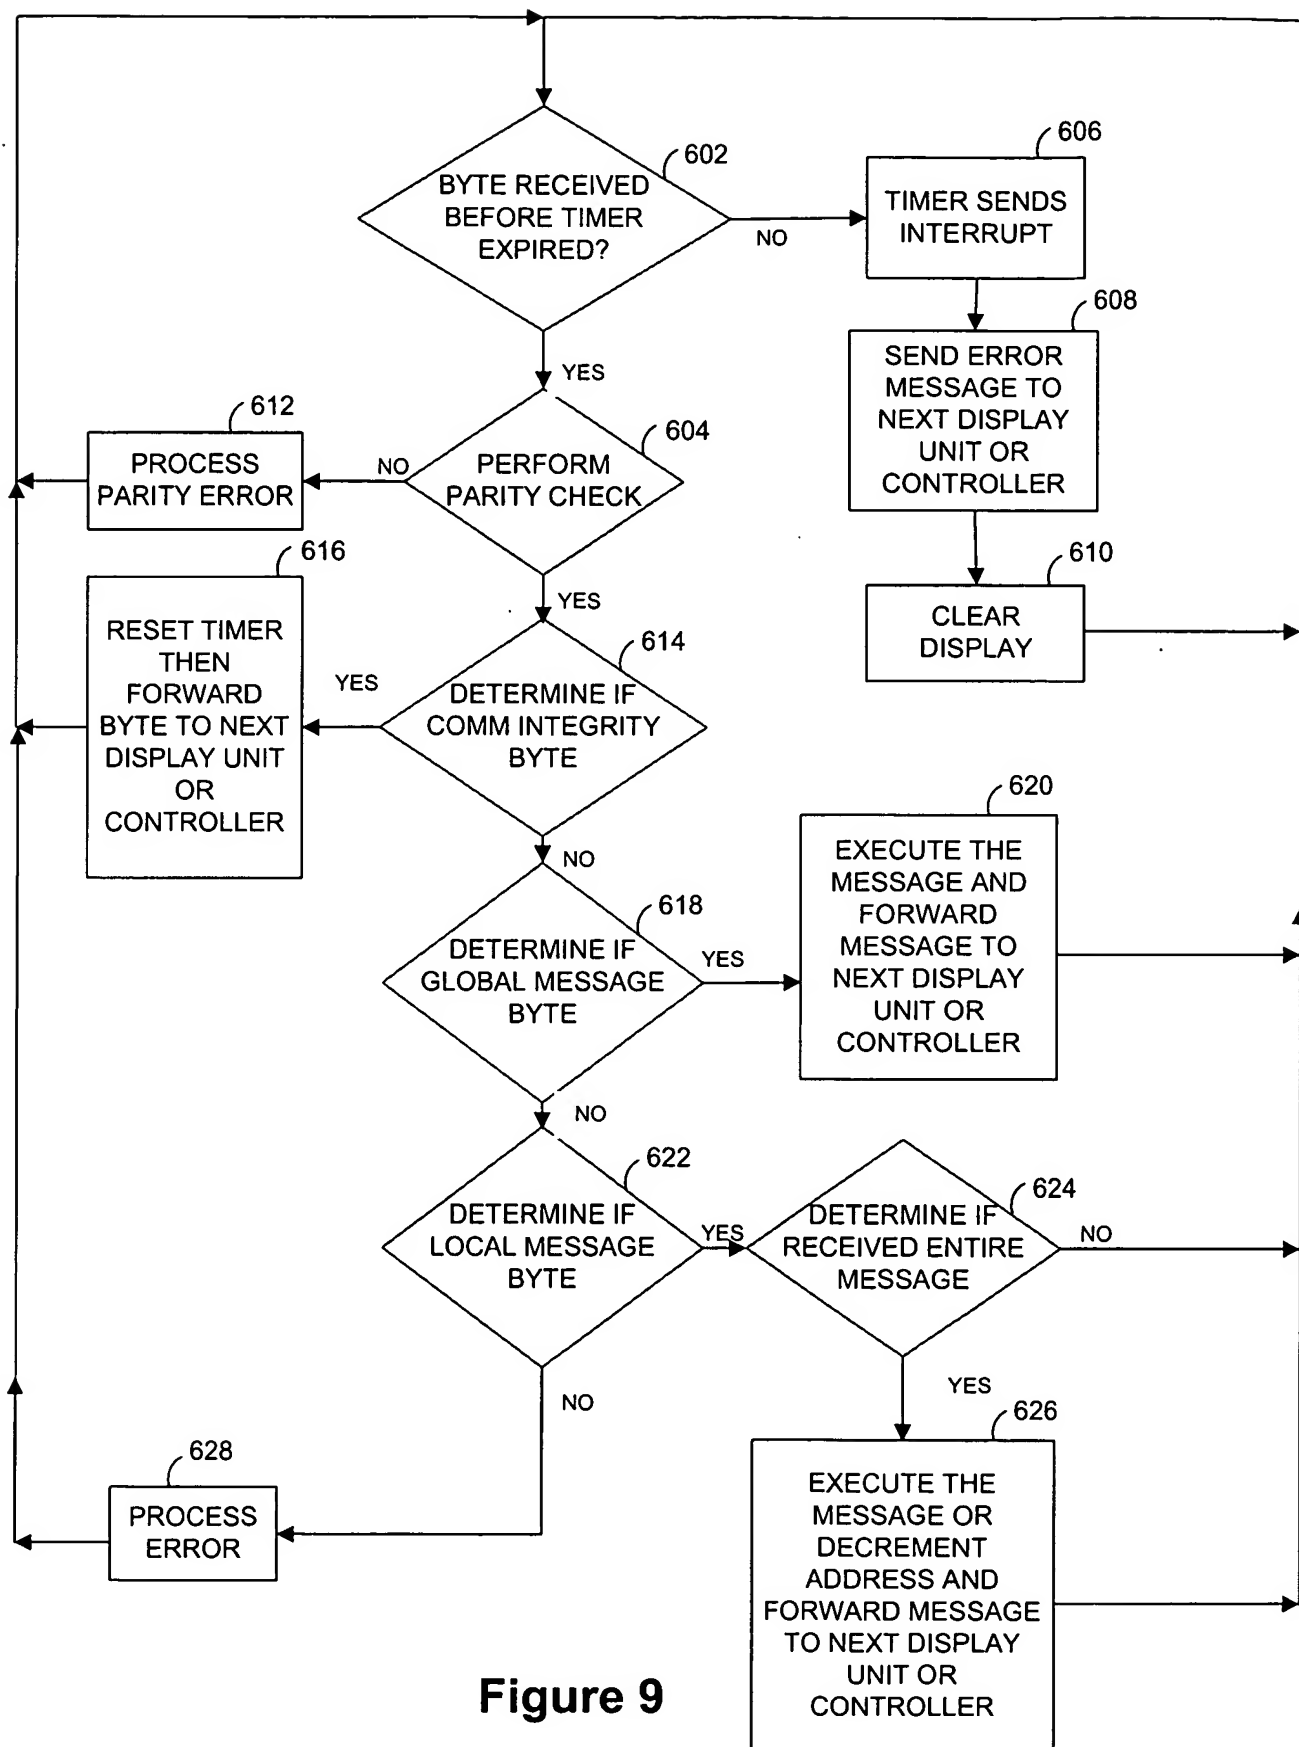 602
BYTE RECEIVED
BEFORE TIMER
EXPIRED?
NO
606
TIMER SENDS
INTERRUPT
YES
608
SEND ERROR
MESSAGE TO
NEXT DISPLAY
UNIT OR
CONTROLLER
612
PROCESS
PARITY ERROR
NO
604
PERFORM
PARITY CHECK
610
CLEAR
DISPLAY
YES
616
RESET TIMER
THEN
FORWARD
BYTE TO NEXT
DISPLAY UNIT
OR
CONTROLLER
YES
614
DETERMINE IF
COMM INTEGRITY
BYTE
NO
620
EXECUTE THE
MESSAGE AND
FORWARD
MESSAGE TO
NEXT DISPLAY
UNIT OR
CONTROLLER
618
DETERMINE IF
GLOBAL MESSAGE
BYTE
YES
NO
622
DETERMINE IF
LOCAL MESSAGE
BYTE
YES
624
DETERMINE IF
RECEIVED ENTIRE
MESSAGE
NO
NO
YES
628
PROCESS
ERROR
626
EXECUTE THE
MESSAGE OR
DECREMENT
ADDRESS AND
FORWARD MESSAGE
TO NEXT DISPLAY
UNIT OR
CONTROLLER
Figure 9